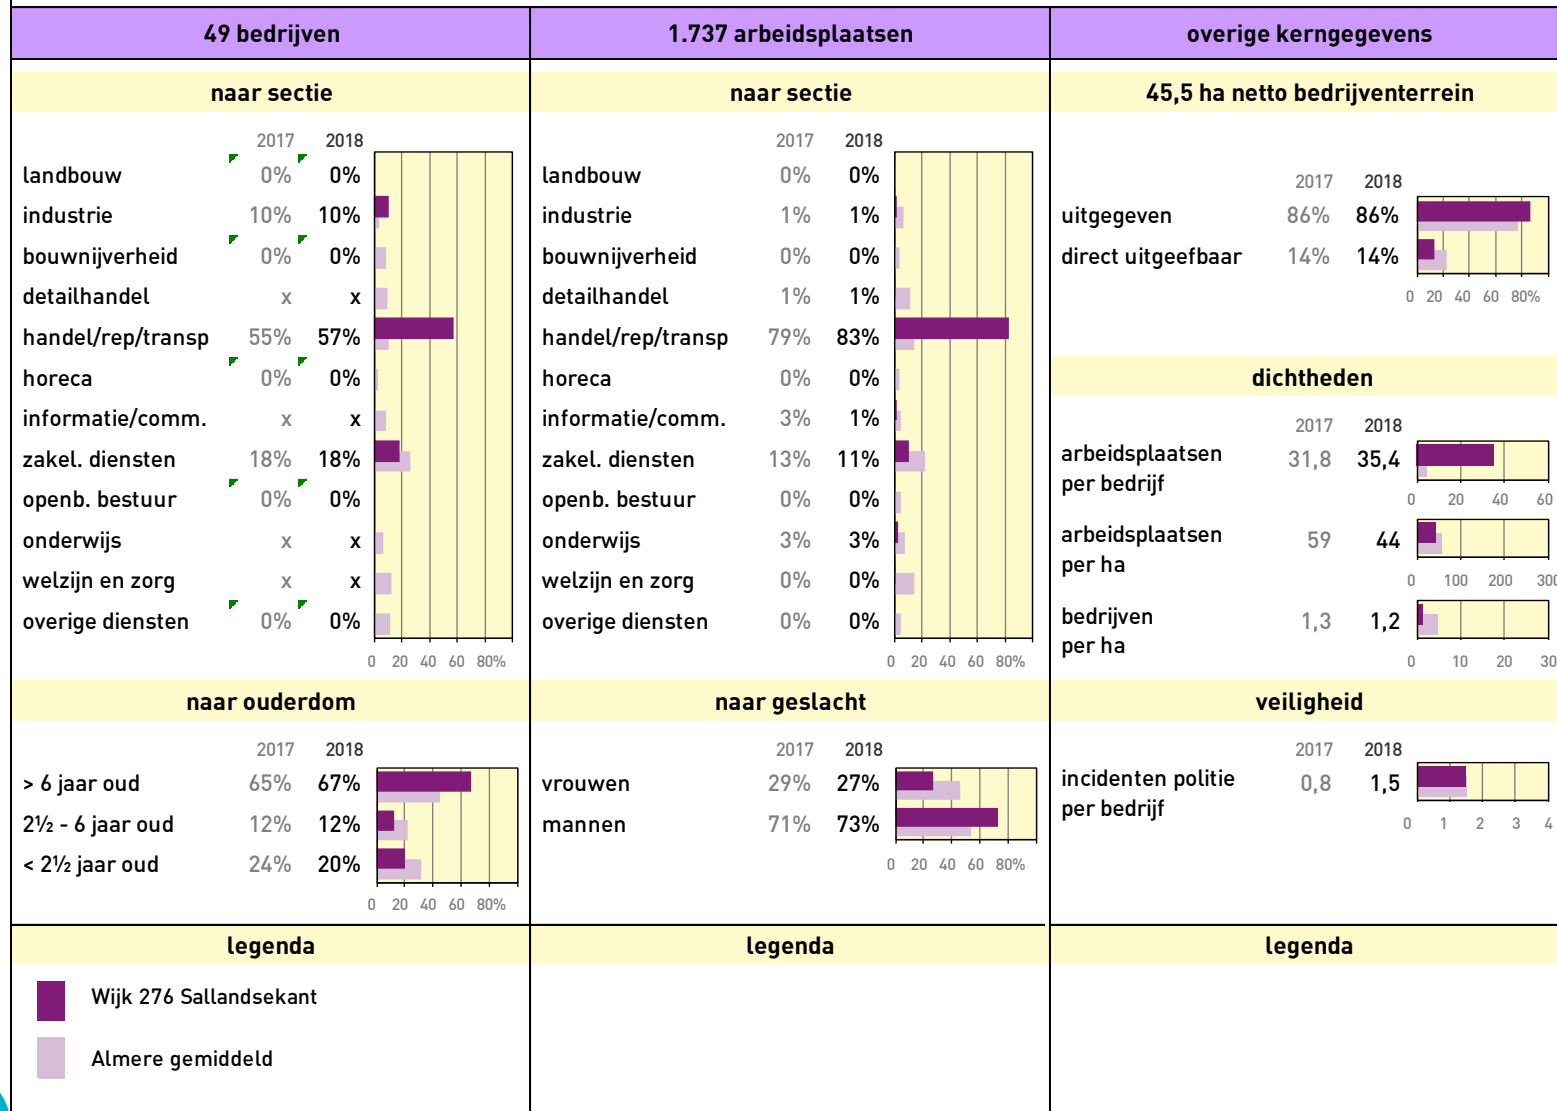 49 bedrijven
naar sectie
2017 2018
landbouw 0% 0%
industrie 10% 10%
bouwnijverheid 0% 0%
detailhandel x x
handel/rep/transp 55% 57%
horeca 0% 0%
informatie/comm. x x
zakel. diensten 18% 18%
openb. bestuur 0% 0%
onderwijs x x
welzijn en zorg x x
overige diensten 0% 0%
0 20 40 60 80%
naar ouderdom
2017 2018
> 6 jaar oud 65% 67%
2½ - 6 jaar oud 12% 12%
< 2½ jaar oud 24% 20%
0 20 40 60 80%
legenda
Wijk 276 Sallandsekant
Almere gemiddeld
1.737 arbeidsplaatsen
naar sectie
2017 2018
landbouw 0% 0%
industrie 1% 1%
bouwnijverheid 0% 0%
detailhandel 1% 1%
handel/rep/transp 79% 83%
horeca 0% 0%
informatie/comm. 3% 1%
zakel. diensten 13% 11%
openb. bestuur 0% 0%
onderwijs 3% 3%
welzijn en zorg 0% 0%
overige diensten 0% 0%
0 20 40 60 80%
naar geslacht
2017 2018
vrouwen 29% 27%
mannen 71% 73%
0 20 40 60 80%
legenda
overige kerngegevens
45,5 ha netto bedrijventerrein
2017 2018
uitgegeven 86% 86%
direct uitgeefbaar 14% 14%
0 20 40 60 80%
dichtheden
2017 2018
arbeidsplaatsen 31,8 35,4
per bedrijf
0 20 40 60
arbeidsplaatsen 59 44
per ha
0 100 200 300
bedrijven 1,3 1,2
per ha
0 10 20 30
veiligheid
2017 2018
incidenten politie 0,8 1,5
per bedrijf
0 1 2 3 4
legenda